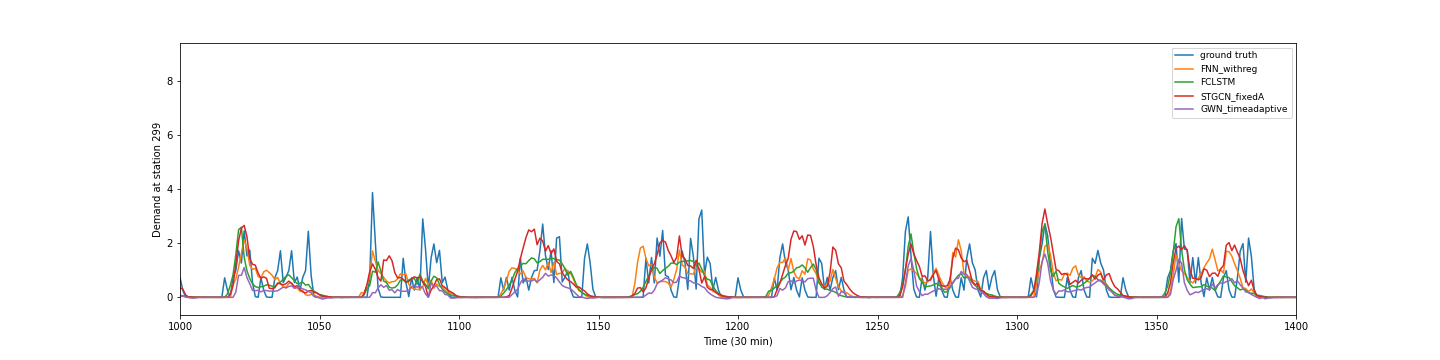 ground truth
FNN_withreg
FCLSTM
STGCN_fixedA
GWN_timeadaptive
Demand at station 299
8
6
4
2
0
1000 1050 1100 1150 1200 1250 1300 1350 1400
Time (30 min)